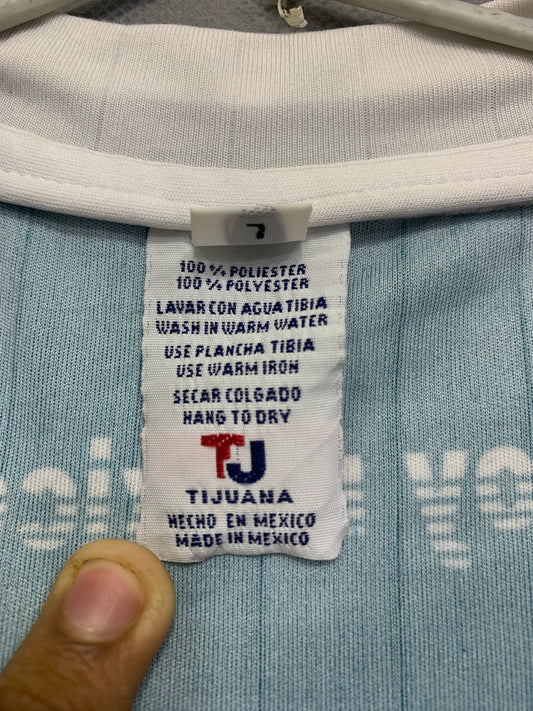 100 % POLIESTER
100 % POLYESTER
LAVAR CON AGUA TIBIA
WASH IN WARM WATER
USE PLANCHA TIBIA
USE WARM IRON
SECAR COLGADO
HANG TO DRY
TJ
TIJUANA
HECHO EN MEXICO
MADE IN MEXICO